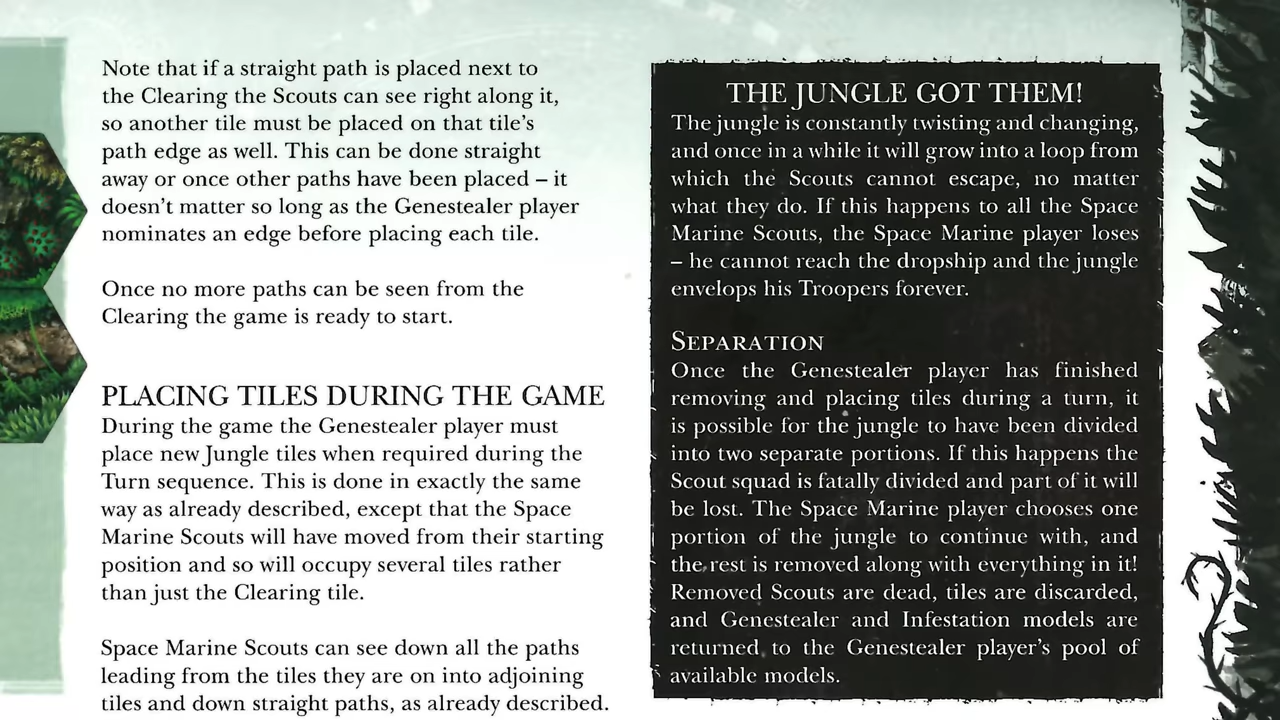 Note that if a straight path is placed next to
the Clearing the Scouts can see right along it,
so another tile must be placed on that tile's
path edge as well. This can be done straight
away or once other paths have been placed – it
doesn't matter so long as the Genestealer player
nominates an edge before placing each tile.
Once no more paths can be seen from the
Clearing the game is ready to start.
PLACING TILES DURING THE GAME
During the game the Genestealer player must
place new Jungle tiles when required during the
Turn sequence. This is done in exactly the same
way as already described, except that the Space
Marine Scouts will have moved from their starting
position and so will occupy several tiles rather
than just the Clearing tile.
Space Marine Scouts can see down all the paths
leading from the tiles they are on into adjoining
tiles and down straight paths, as already described.
THE JUNGLE GOT THEM!
The jungle is constantly twisting and changing,
and once in a while it will grow into a loop from
which the Scouts cannot escape, no matter
what they do. If this happens to all the Space
Marine Scouts, the Space Marine player loses
– he cannot reach the dropship and the jungle
envelops his Troopers forever.
SEPARATION
Once the Genestealer player has finished
removing and placing tiles during a turn, it
is possible for the jungle to have been divided
into two separate portions. If this happens the
Scout squad is fatally divided and part of it will
be lost. The Space Marine player chooses one
portion of the jungle to continue with, and
the rest is removed along with everything in it!
Removed Scouts are dead, tiles are discarded,
and Genestealer and Infestation models are
returned to the Genestealer player's pool of
available models.